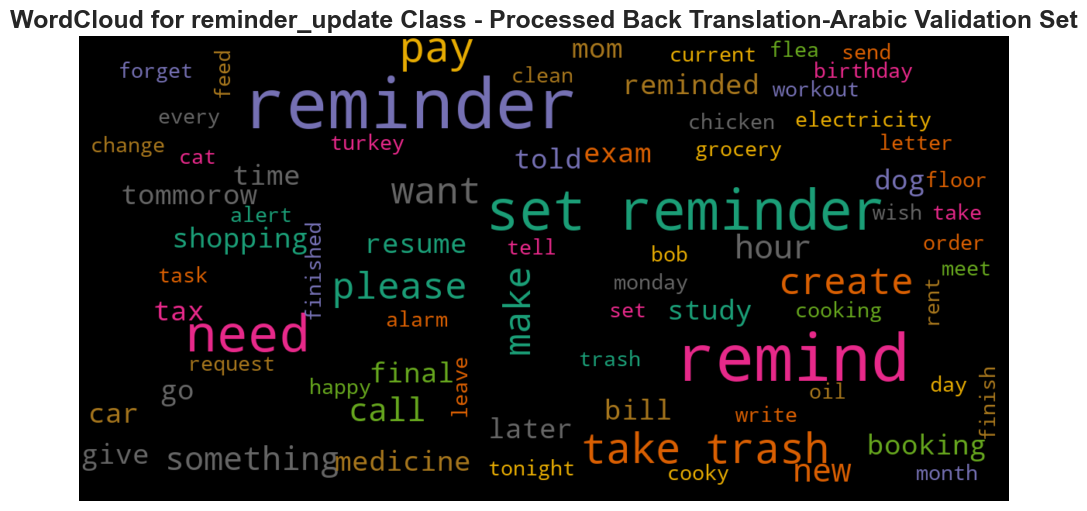 WordCloud for reminder_update Class - Processed Back Translation-Arabic Validation Set
pay
mom
current
flea
send
forget
feed
clean
birthday
reminder
reminded
workout
every
chicken
electricity
change
turkey
told
exam
grocery
letter
cat
time
want
dog
floor
tommorow
set reminder
wish
take
alert
shopping
finished
resume
tell
bob
hour
order
meet
task
please
make
monday
create
rent
tax
alarm
set
study
cooking
need
remind
request
trash
final
happy
leave
go
oil
day
finish
car
call
bill
write
later
give
something
medicine
tonight
take trash
cooky
new
booking
month